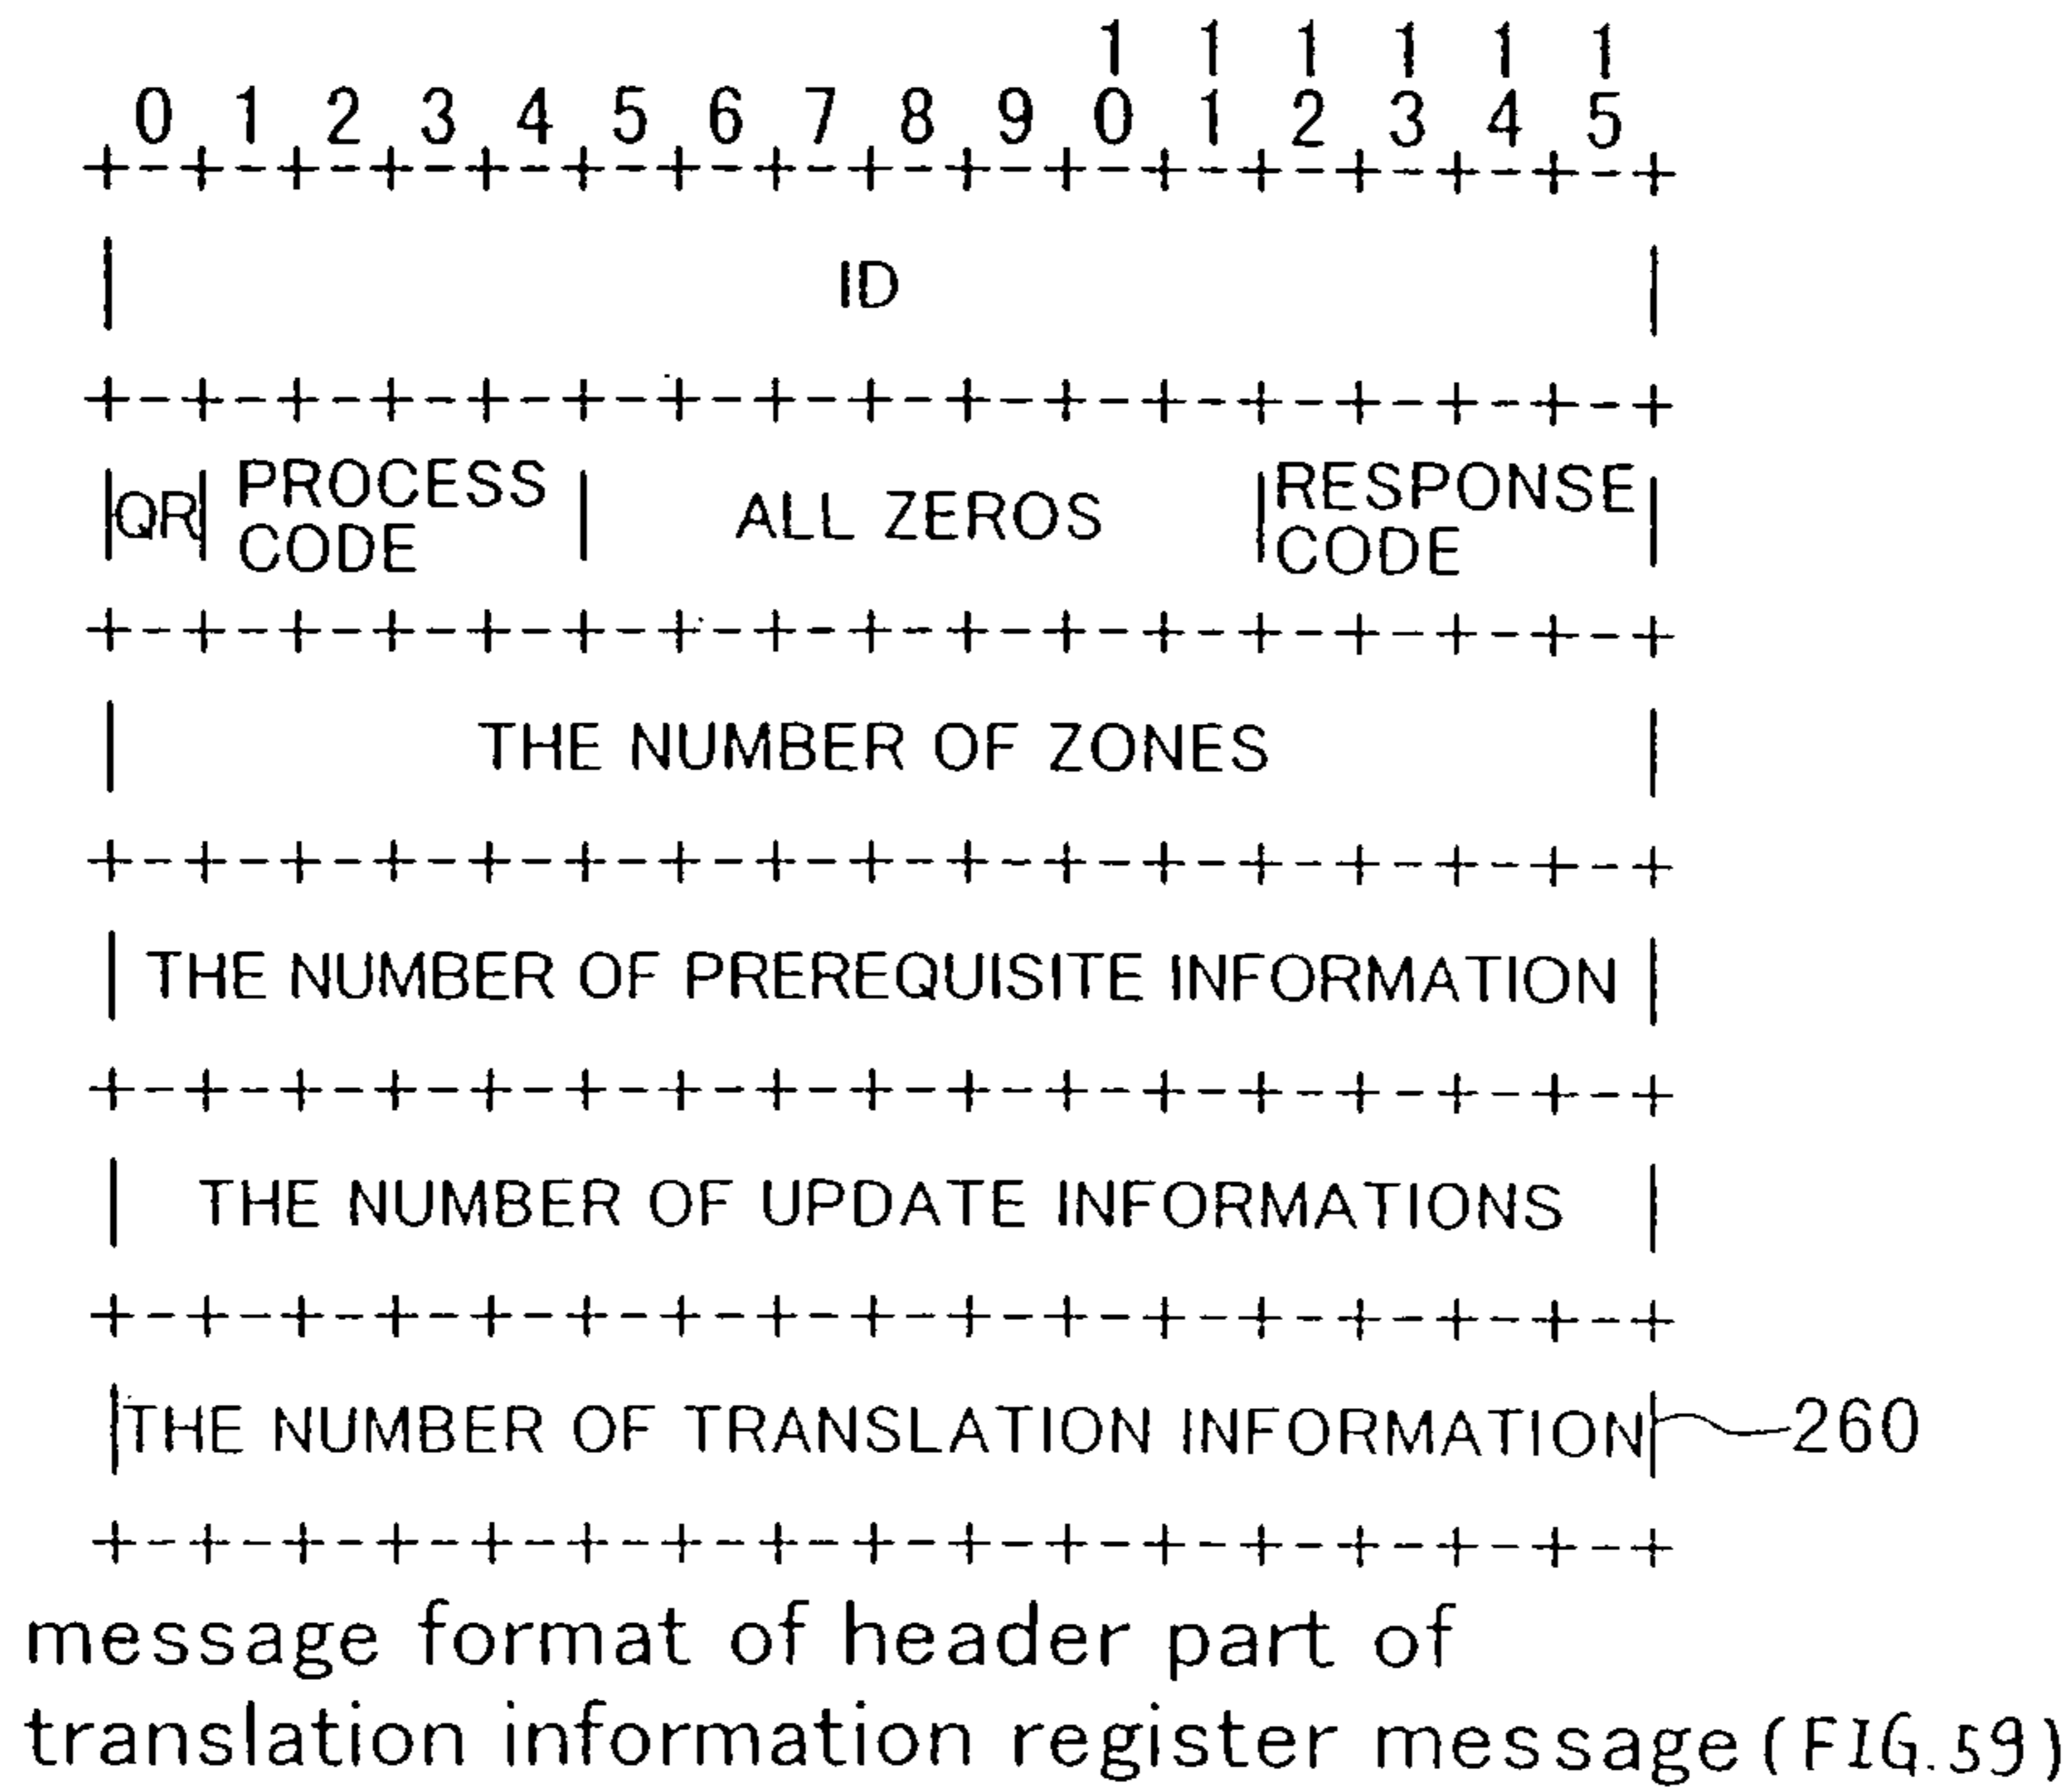 1 1 1 1 1 1
0 1 2 3 4 5 6 7 8 9 0 1 2 3 4 5
+--+--+--+--+--+--+--+--+--+--+--+--+--+--+--+--+
| ID |
+--+--+--+--+--+--+--+--+--+--+--+--+--+--+--+--+
|QR| PROCESS CODE | ALL ZEROS |RESPONSE CODE |
+--+--+--+--+--+--+--+--+--+--+--+--+--+--+--+--+
| THE NUMBER OF ZONES |
+--+--+--+--+--+--+--+--+--+--+--+--+--+--+--+--+
| THE NUMBER OF PREREQUISITE INFORMATION |
+--+--+--+--+--+--+--+--+--+--+--+--+--+--+--+--+
| THE NUMBER OF UPDATE INFORMATIONS |
+--+--+--+--+--+--+--+--+--+--+--+--+--+--+--+--+
|THE NUMBER OF TRANSLATION INFORMATION| 260
+--+--+--+--+--+--+--+--+--+--+--+--+--+--+--+--+
message format of header part of
translation information register message (FIG.59)